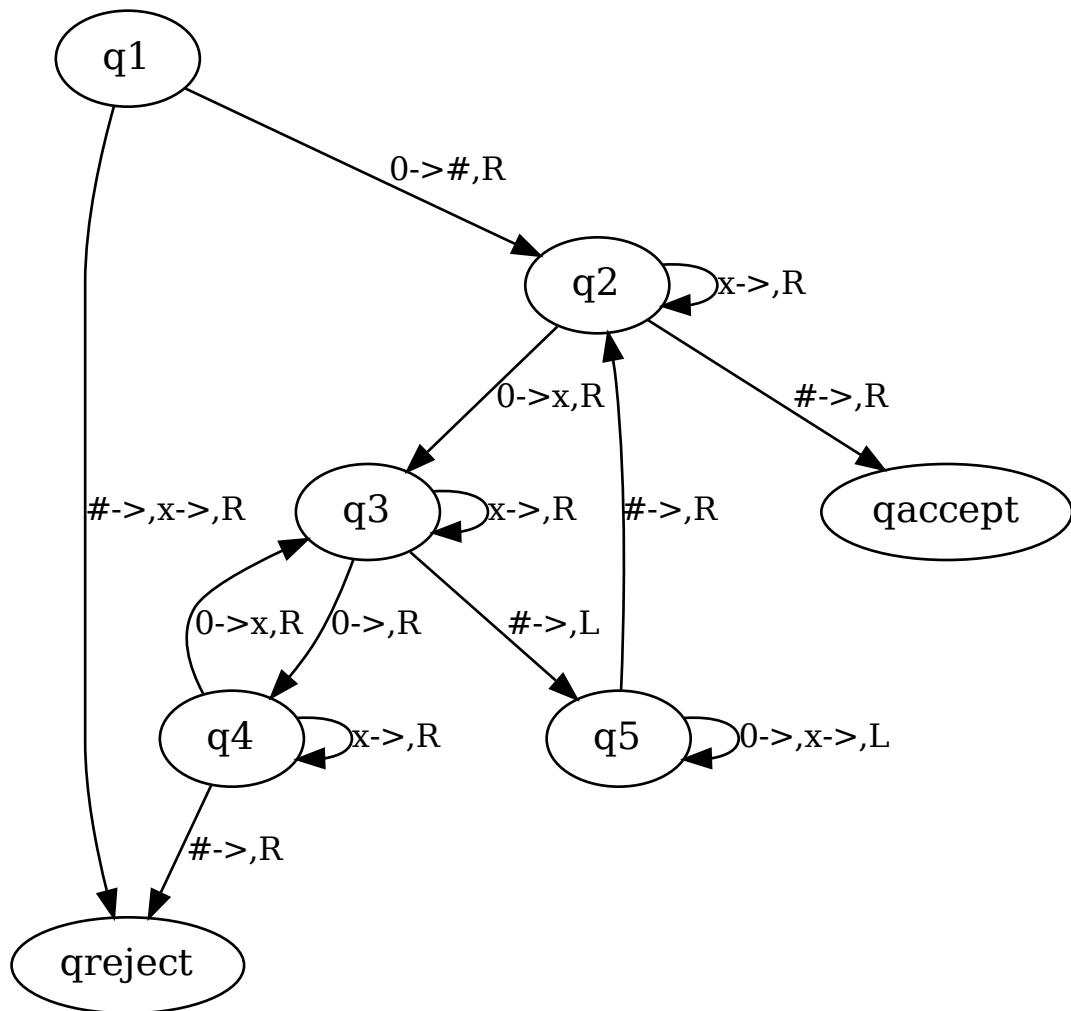 q1
0->#,R
q2
x->,R
0->x,R
#->,R
#->,x->,R
q3
x->,R
#->,R
qaccept
0->x,R
0->,R
#->,L
q4
x->,R
q5
0->,x->,L
#->,R
qreject